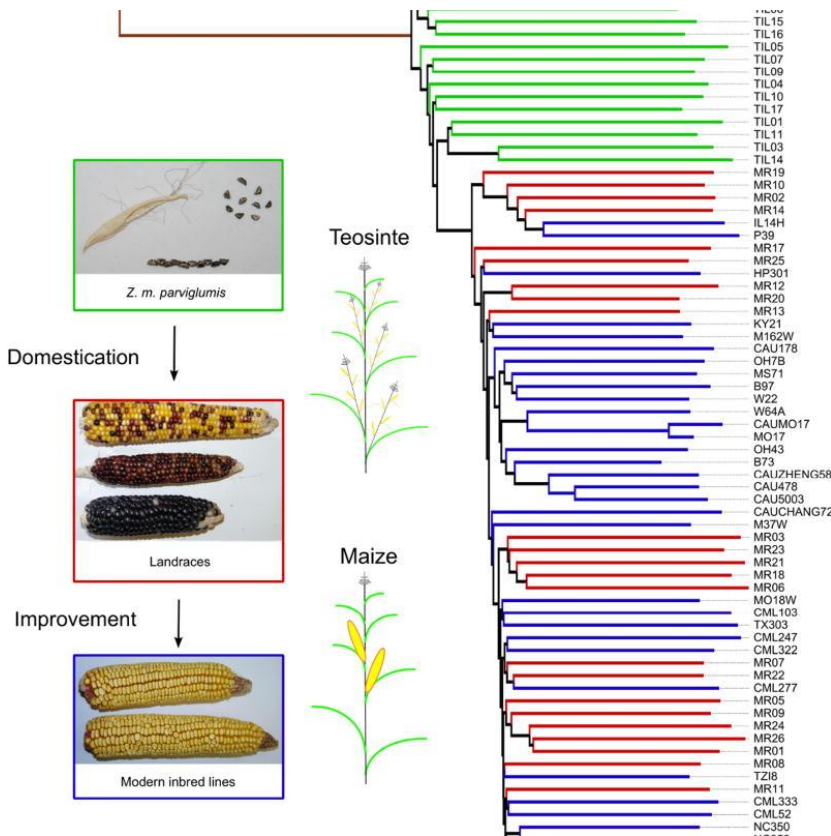 Teosinte
Z. m. parviglumis
Domestication
Landraces
Maize
Improvement
Modern inbred lines
TIL15
TIL16
TIL05
TIL07
TIL09
TIL04
TIL10
TIL17
TIL01
TIL11
TIL03
TIL14
MR19
MR10
MR02
MR14
IL14H
P39
MR17
MR25
HP301
MR12
MR20
MR13
KY21
M162W
CAU178
OH7B
MS71
B97
W22
W64A
CAUMO17
MO17
OH43
B73
CAUZHENG58
CAU478
CAU5003
CAUCHANG72
M37W
MR03
MR23
MR21
MR18
MR06
MO18W
CML103
TX303
CML247
CML322
MR07
MR22
CML277
MR05
MR09
MR24
MR26
MR01
MR08
TZI8
MR11
CML333
CML52
NC350